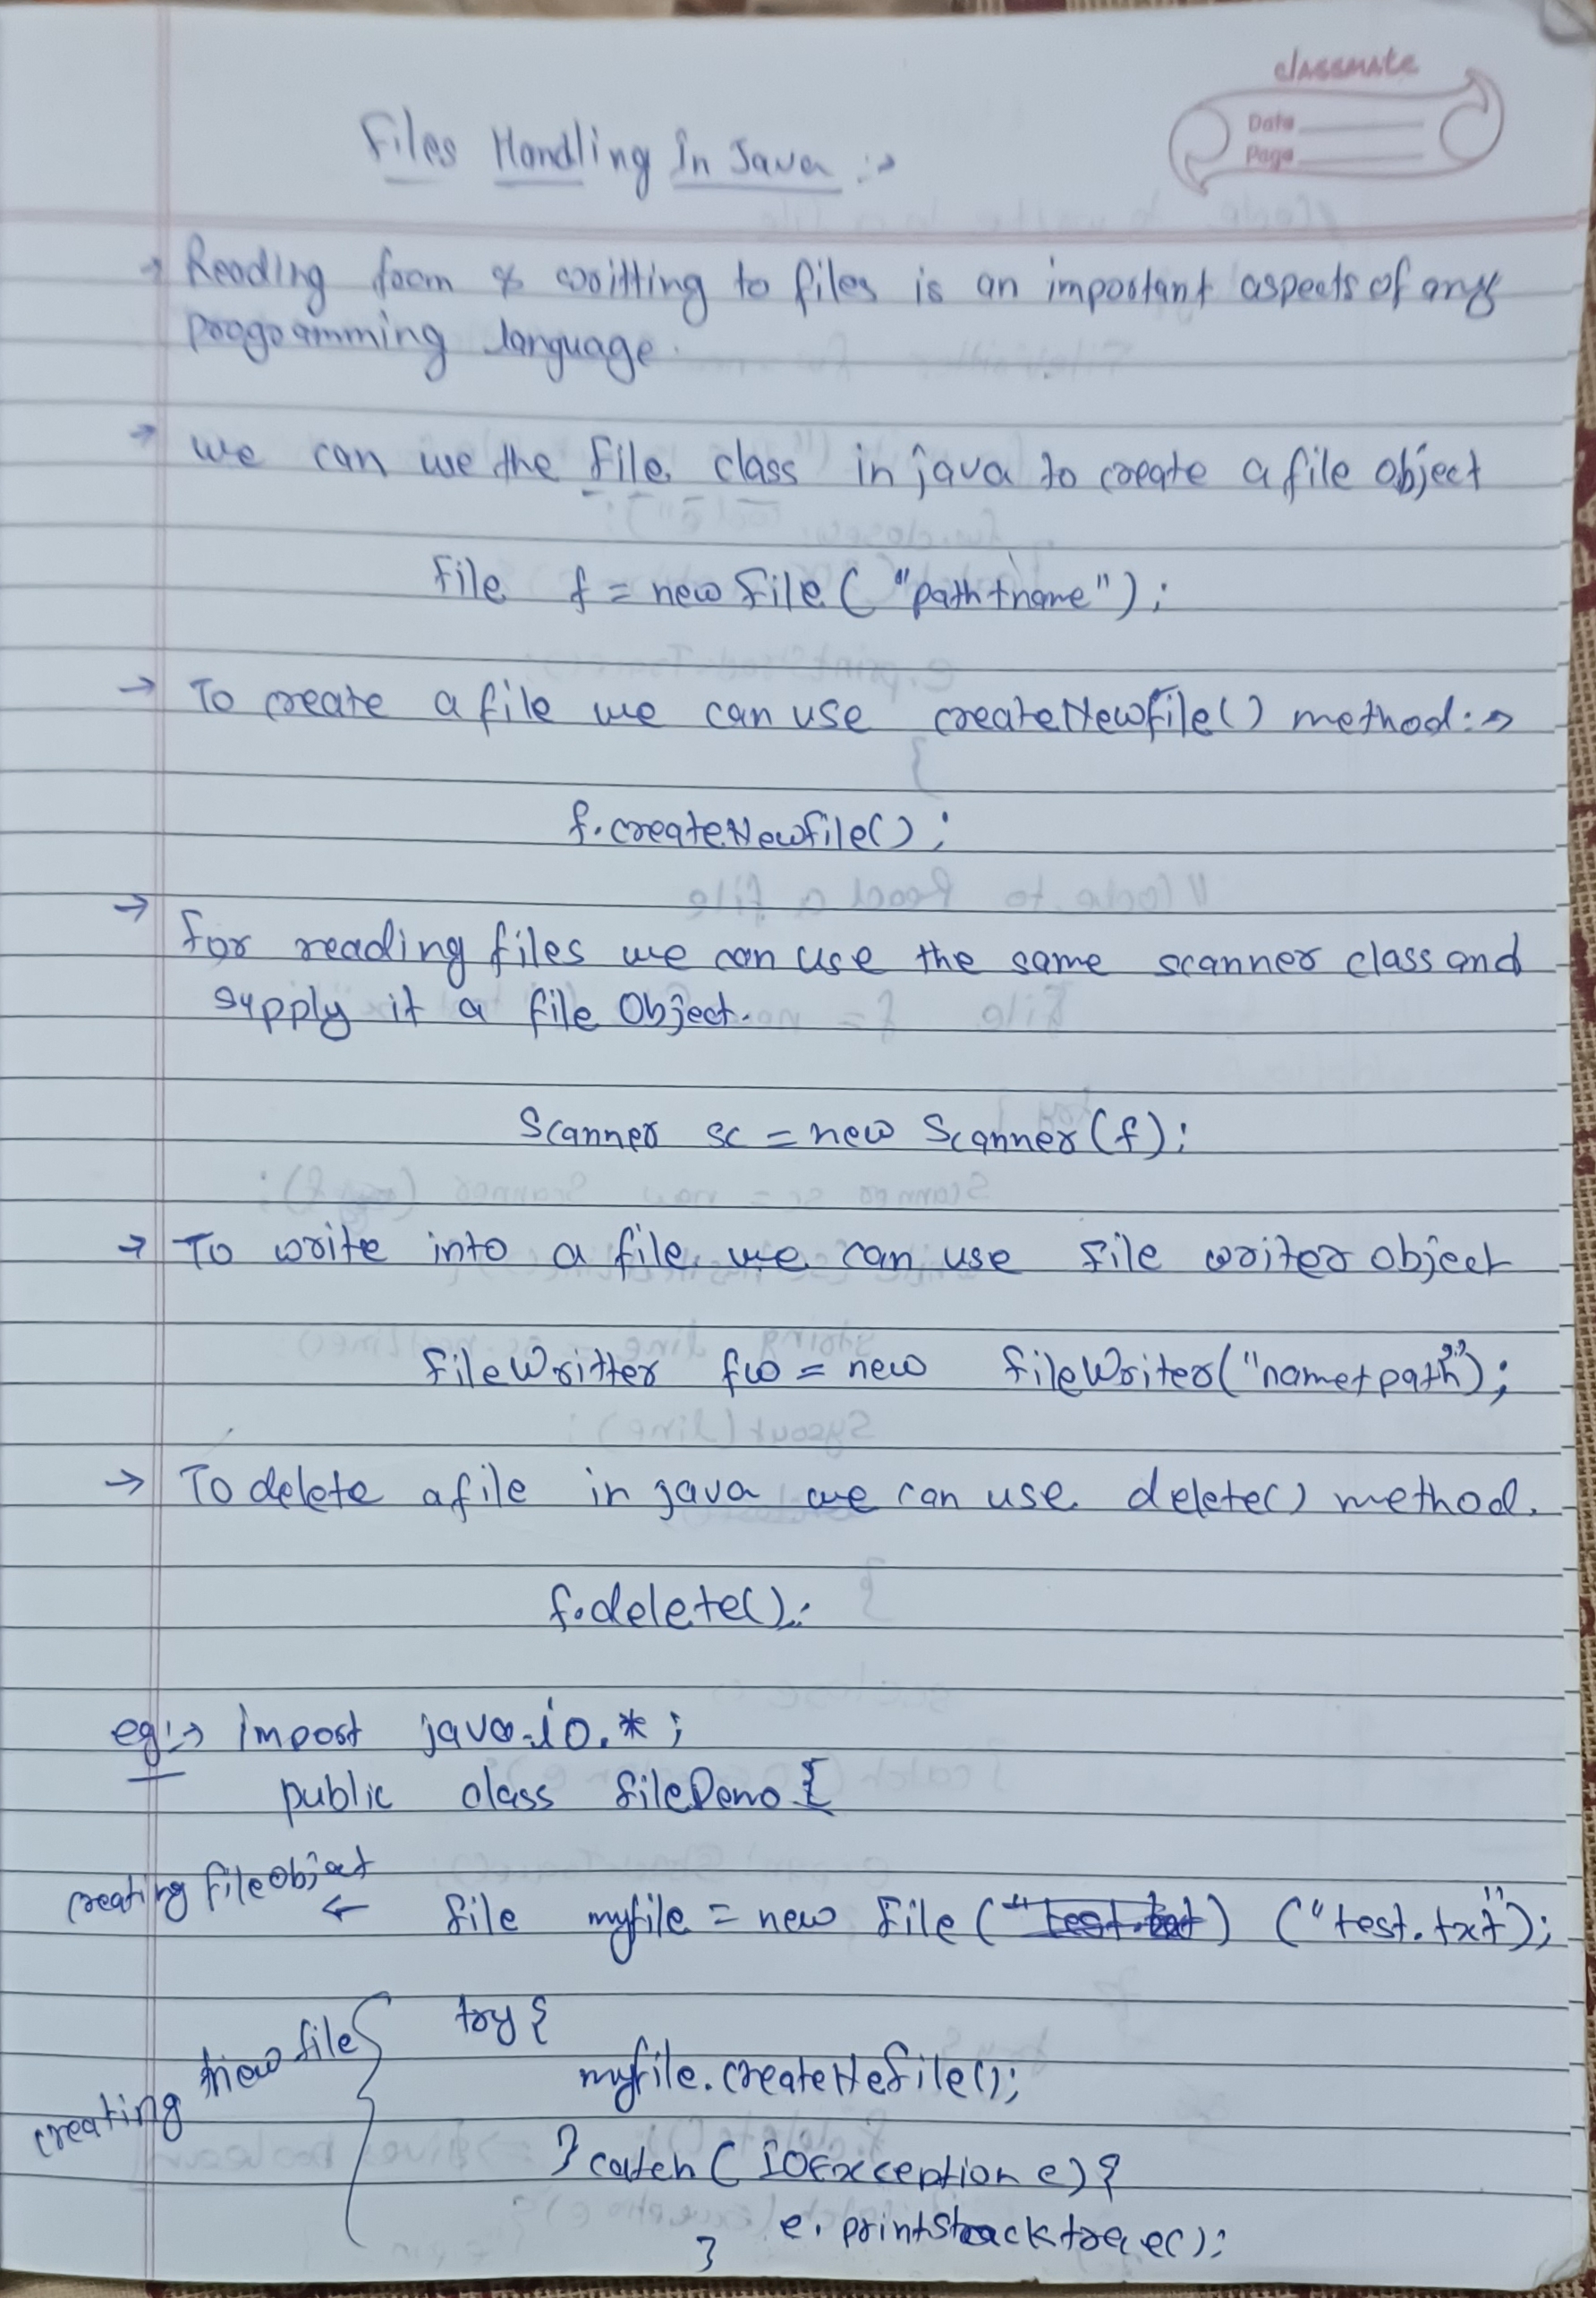 classmate
Date
Page
Files Handling In Java :→
→ Reading from & writting to files is an important aspects of any
programming language.
→ we can we the File class in java to create a file object
File f = new File ( "path+name" ) ;
→ To create a file we can use createNewFile() method :→
f.createNewfile() ;
→ For reading files we can use the same scanner class and
supply it a file Object.
Scanner sc = new Scanner (f) ;
→ To write into a file we can use File writer object
FileWritter fw = new FileWriter("name+path") ;
→ To delete a file in java we can use delete() method.
f.delete() ;
eg:→ Import java.io.* ;
public class FileDemo {
creating file object ← File myfile = new File ( "test.txt ) ("test.txt") ;
creating new file { try {
myfile.createNefile() ;
} catch ( IOException e) {
e. printStracktrace() ;
}